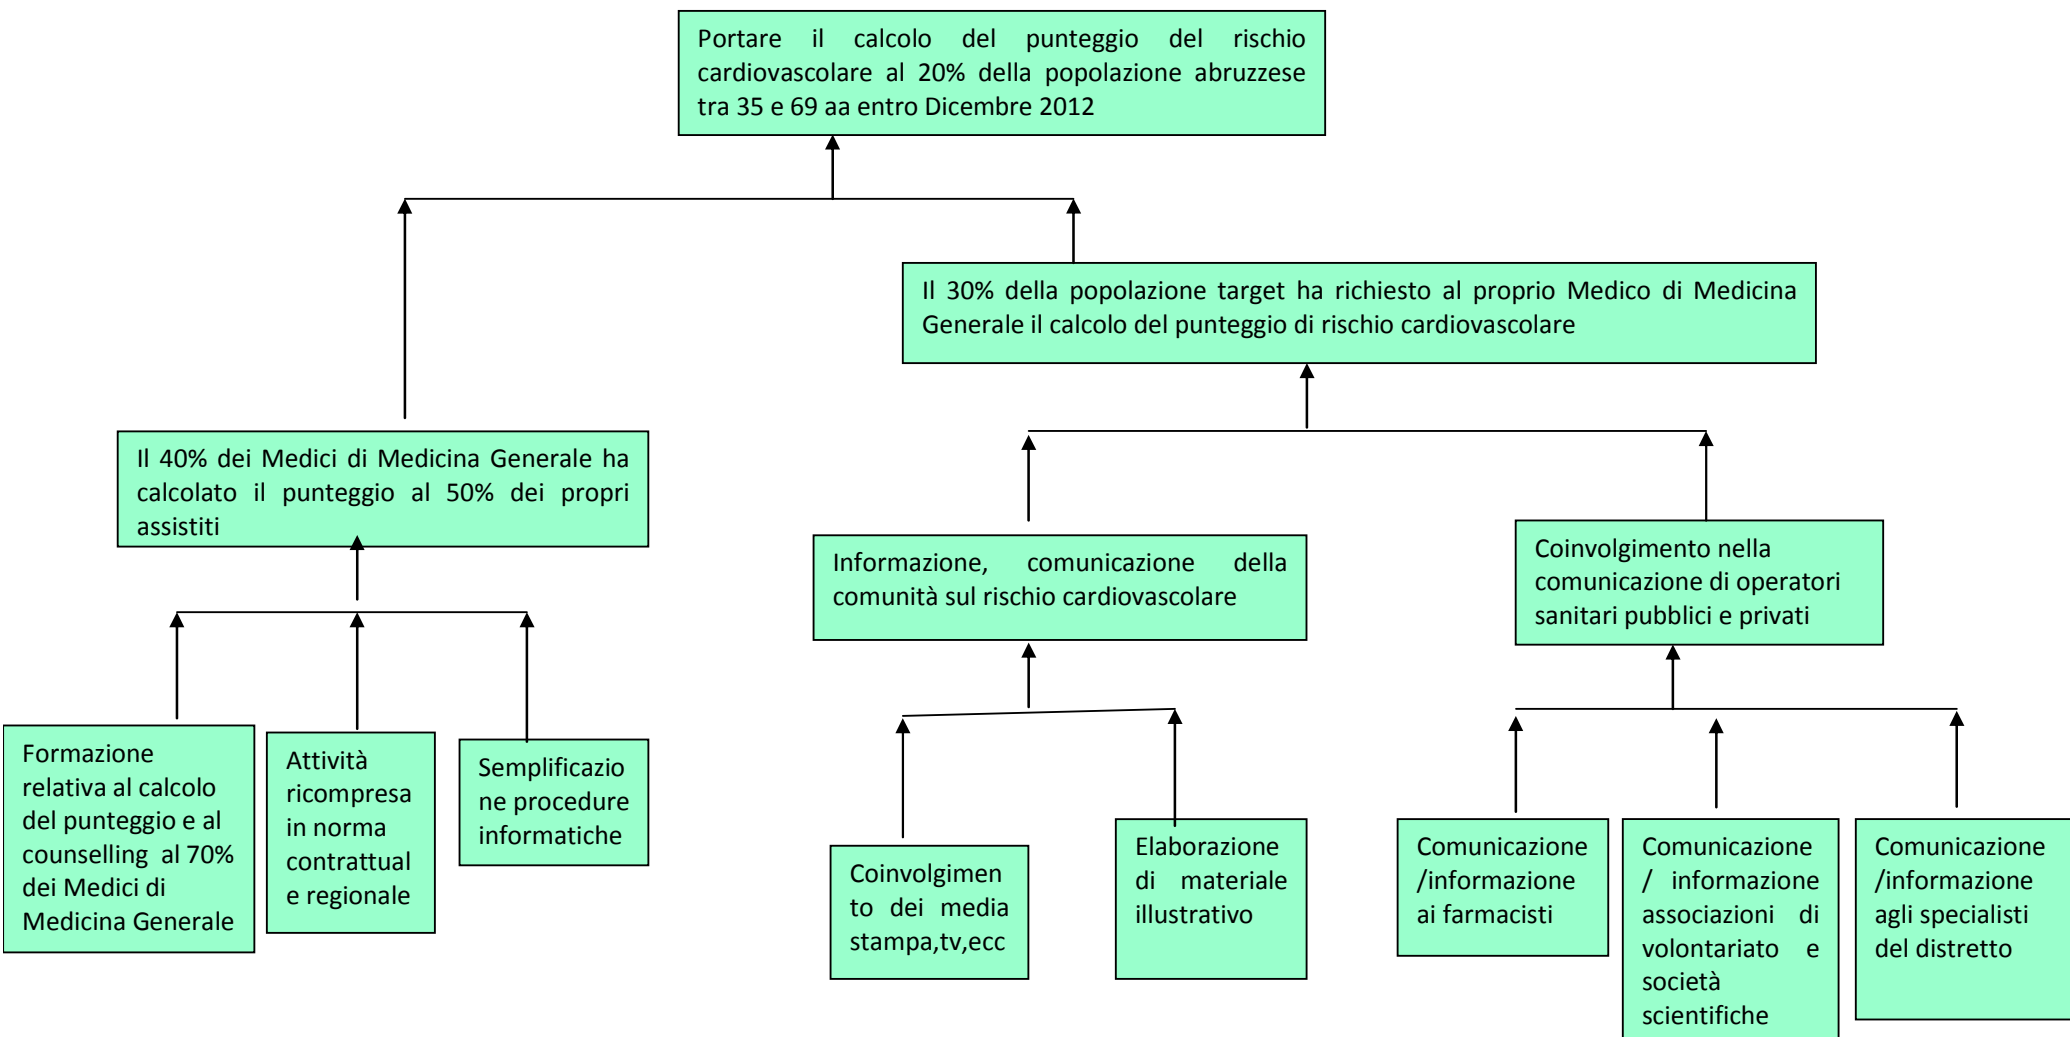 Portare il calcolo del punteggio del rischio
cardiovascolare al 20% della popolazione abruzzese
tra 35 e 69 aa entro Dicembre 2012
Il 30% della popolazione target ha richiesto al proprio Medico di Medicina
Generale il calcolo del punteggio di rischio cardiovascolare
Il 40% dei Medici di Medicina Generale ha
calcolato il punteggio al 50% dei propri
assistiti
Informazione, comunicazione della
comunità sul rischio cardiovascolare
Coinvolgimento nella
comunicazione di operatori
sanitari pubblici e privati
Formazione
relativa al calcolo
del punteggio e al
counselling al 70%
dei Medici di
Medicina Generale
Attività
ricompresa
in norma
contrattual
e regionale
Semplificazio
ne procedure
informatiche
Coinvolgimen
to dei media
stampa,tv,ecc
Elaborazione
di materiale
illustrativo
Comunicazione
/informazione
ai farmacisti
Comunicazione
/ informazione
associazioni di
volontariato e
società
scientifiche
Comunicazione
/informazione
agli specialisti
del distretto